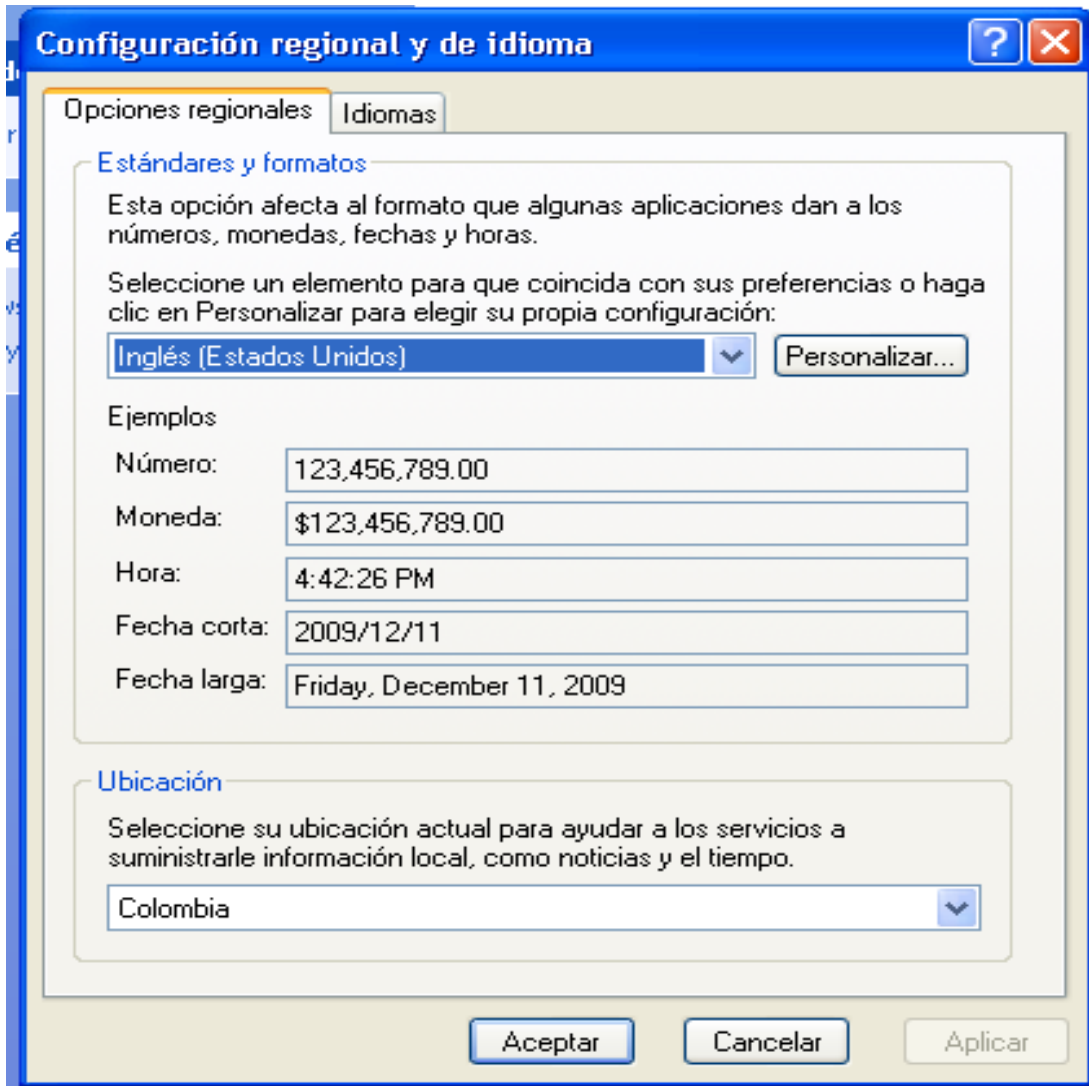 Configuración regional y de idioma
Opciones regionales
Idiomas
Estándares y formatos
Esta opción afecta al formato que algunas aplicaciones dan a los
números, monedas, fechas y horas.
Seleccione un elemento para que coincida con sus preferencias o haga
clic en Personalizar para elegir su propia configuración:
Inglés (Estados Unidos)
Personalizar...
Ejemplos
Número: 123,456,789.00
Moneda: $123,456,789.00
Hora: 4:42:26 PM
Fecha corta: 2009/12/11
Fecha larga: Friday, December 11, 2009
Ubicación
Seleccione su ubicación actual para ayudar a los servicios a
suministrarle información local, como noticias y el tiempo.
Colombia
Aceptar Cancelar Aplicar